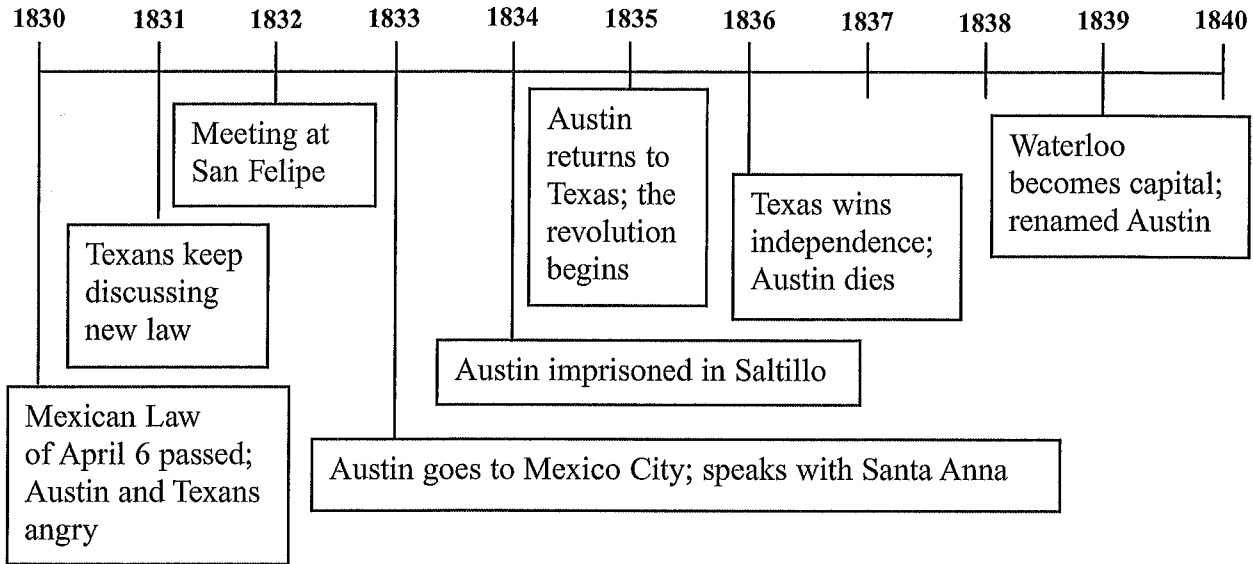 1830 1831 1832 1833 1834 1835 1836 1837 1838 1839 1840
Mexican Law
of April 6 passed;
Austin and Texans
angry
Texans keep
discussing
new law
Meeting at
San Felipe
Austin goes to Mexico City; speaks with Santa Anna
Austin imprisoned in Saltillo
Austin
returns to
Texas; the
revolution
begins
Texas wins
independence;
Austin dies
Waterloo
becomes capital;
renamed Austin